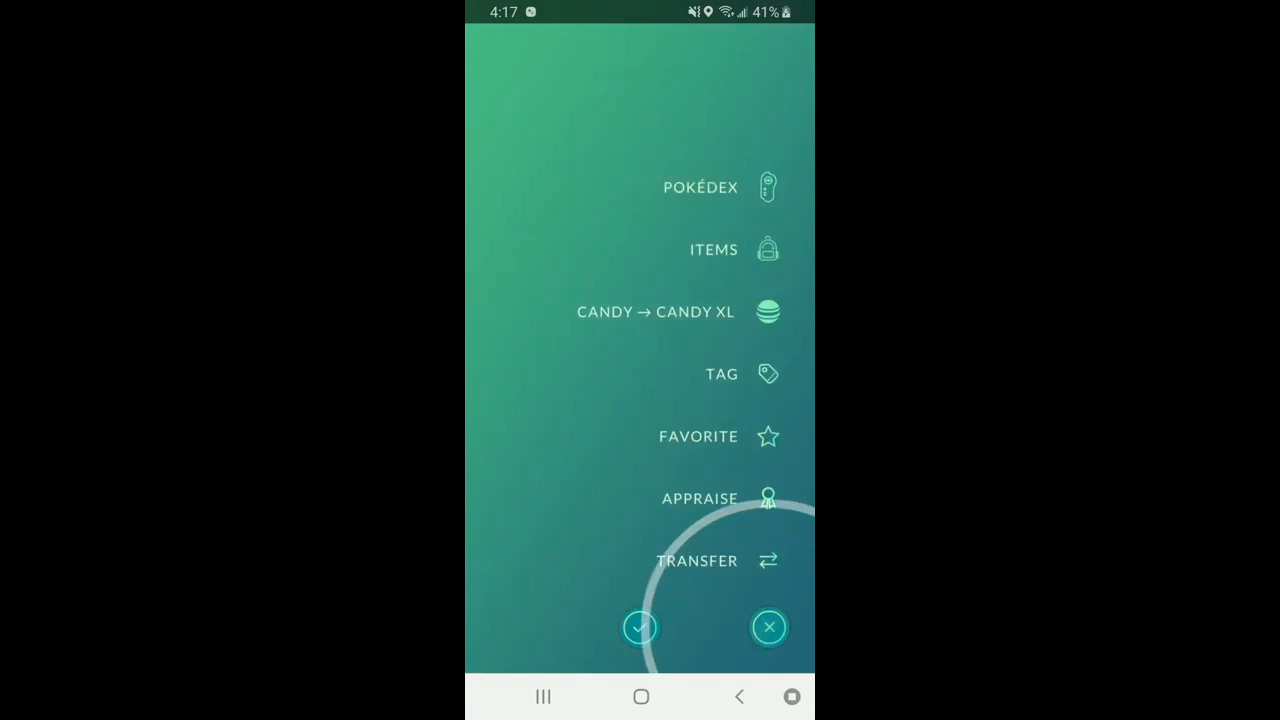 4:17 41%
POKÉDEX
ITEMS
CANDY → CANDY XL
TAG
FAVORITE
APPRAISE
TRANSFER